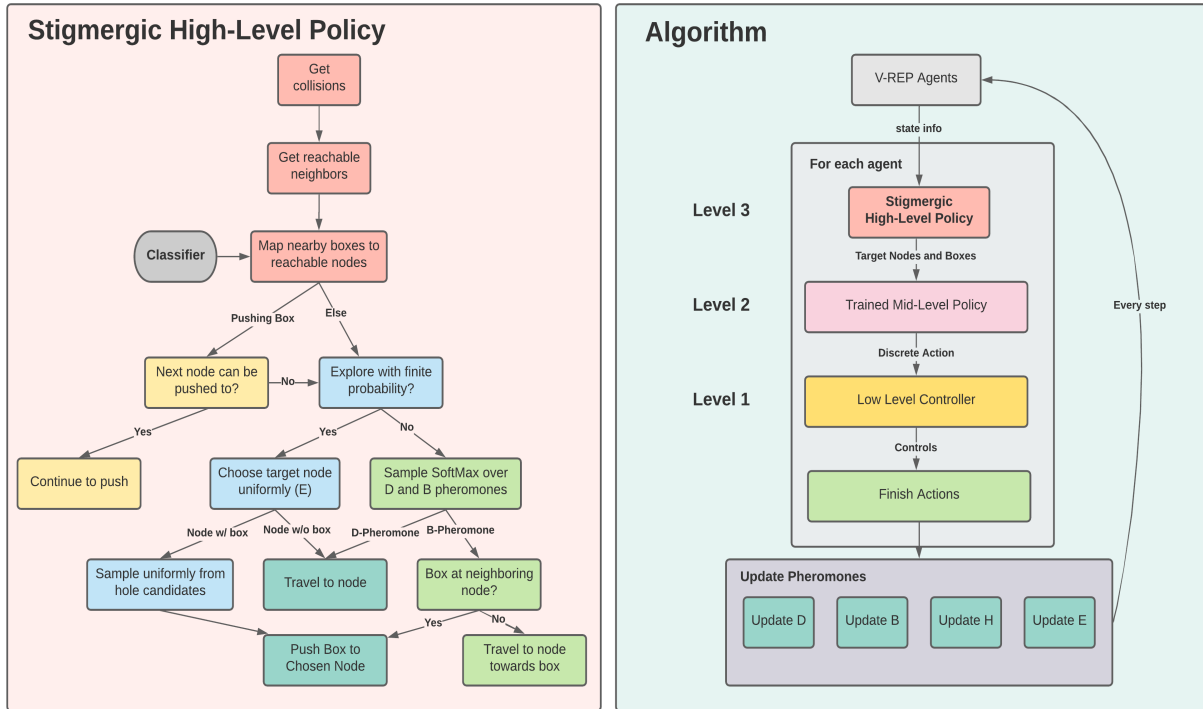 Stigmergic High-Level Policy
Get
collisions
Get reachable
neighbors
Classifier
Map nearby boxes to
reachable nodes
Pushing Box
Else
Next node can be
pushed to?
No
Explore with finite
probability?
Yes
Yes
No
Continue to push
Choose target node
uniformly (E)
Sample SoftMax over
D and B pheromones
Node w/ box
Node w/o box
D-Pheromone
B-Pheromone
Sample uniformly from
hole candidates
Travel to node
Box at neighboring
node?
Yes
No
Push Box to
Chosen Node
Travel to node
towards box
Algorithm
V-REP Agents
state info
For each agent
Level 3
Stigmergic
High-Level Policy
Target Nodes and Boxes
Level 2
Trained Mid-Level Policy
Every step
Discrete Action
Level 1
Low Level Controller
Controls
Finish Actions
Update Pheromones
Update D
Update B
Update H
Update E